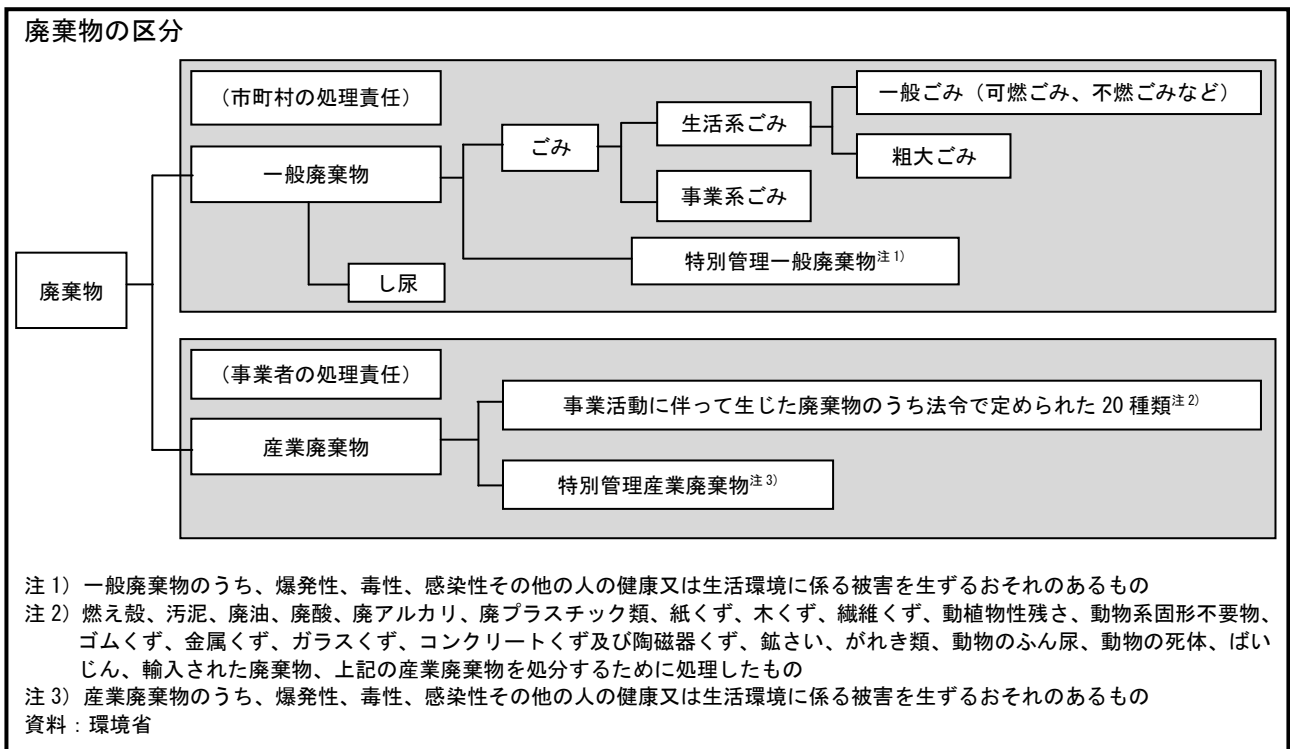 廃棄物の区分
(市町村の処理責任)
一般廃棄物
ごみ
生活系ごみ
一般ごみ(可燃ごみ、不燃ごみなど)
粗大ごみ
事業系ごみ
特別管理一般廃棄物注1)
し尿
廃棄物
(事業者の処理責任)
産業廃棄物
事業活動に伴って生じた廃棄物のうち法令で定められた 20 種類注2)
特別管理産業廃棄物注3)
注1) 一般廃棄物のうち、爆発性、毒性、感染性その他の人の健康又は生活環境に係る被害を生ずるおそれのあるもの
注2) 燃え殻、汚泥、廃油、廃酸、廃アルカリ、廃プラスチック類、紙くず、木くず、繊維くず、動植物性残さ、動物系固形不要物、
ゴムくず、金属くず、ガラスくず、コンクリートくず及び陶磁器くず、鉱さい、がれき類、動物のふん尿、動物の死体、ばい
じん、輸入された廃棄物、上記の産業廃棄物を処分するために処理したもの
注3) 産業廃棄物のうち、爆発性、毒性、感染性その他の人の健康又は生活環境に係る被害を生ずるおそれのあるもの
資料:環境省